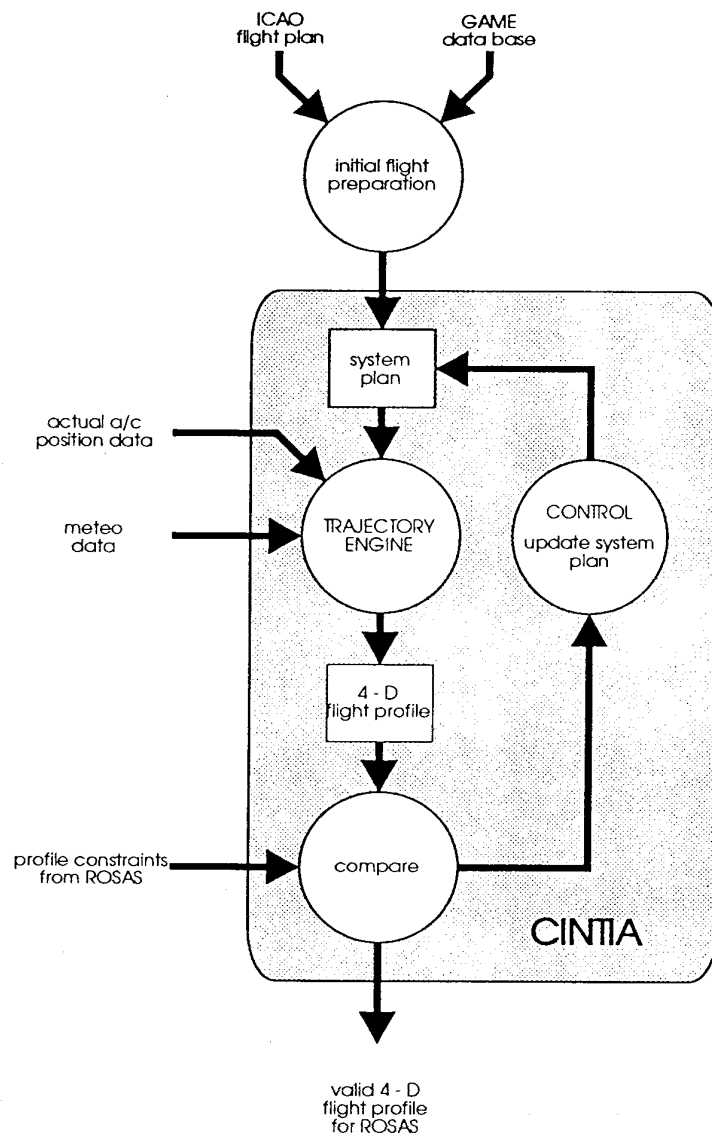 ICAO
flight plan
GAME
data base
initial flight
preparation
system
plan
actual a/c
position data
TRAJECTORY
ENGINE
CONTROL
update system
plan
meteo
data
4 - D
flight profile
profile constraints
from ROSAS
compare
CINTIA
valid 4 - D
flight profile
for ROSAS